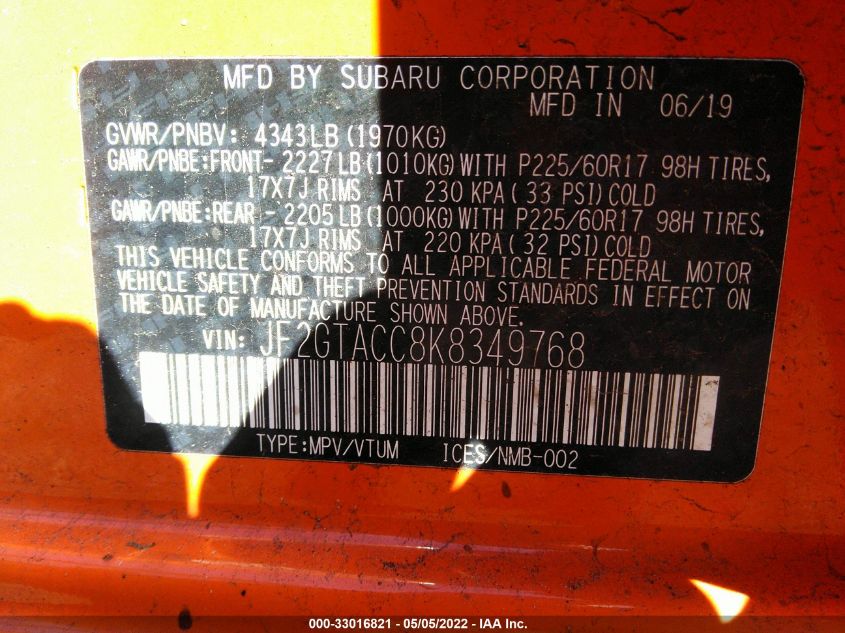 MFD BY SUBARU CORPORATION
MFD IN 06/19
GVWR/PNBV: 4343LB (1970KG)
GAWR/PNBE:FRONT- 2227 LB (1010KG) WITH P225/60R17 98H TIRES,
17X7J RIMS AT 230 KPA ( 33 PSI) COLD
GAWR/PNBE:REAR - 2205 LB (1000KG) WITH P225/60R17 98H TIRES,
17X7J RIMS AT 220 KPA ( 32 PSI) COLD
THIS VEHICLE CONFORMS TO ALL APPLICABLE FEDERAL MOTOR
VEHICLE SAFETY AND THEFT PREVENTION STANDARDS IN EFFECT ON
THE DATE OF MANUFACTURE SHOWN ABOVE.
VIN: JF2GTACC8K8349768
TYPE:MPV/VTUM ICES/NMB-002
000-33016821 - 05/05/2022 - IAA Inc.